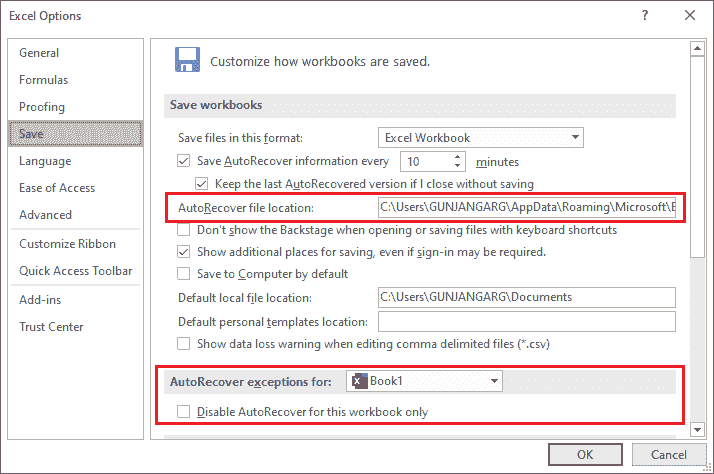 Excel Options
?
General
Formulas
Proofing
Save
Language
Ease of Access
Advanced
Customize Ribbon
Quick Access Toolbar
Add-ins
Trust Center
Customize how workbooks are saved.
Save workbooks
Save files in this format: Excel Workbook
Save AutoRecover information every 10 minutes
Keep the last AutoRecovered version if I close without saving
AutoRecover file location: C:\Users\GUNJANGARG\AppData\Roaming\Microsoft\E
Don't show the Backstage when opening or saving files with keyboard shortcuts
Show additional places for saving, even if sign-in may be required.
Save to Computer by default
Default local file location: C:\Users\GUNJANGARG\Documents
Default personal templates location:
Show data loss warning when editing comma delimited files (*.csv)
AutoRecover exceptions for: Book1
Disable AutoRecover for this workbook only
OK Cancel